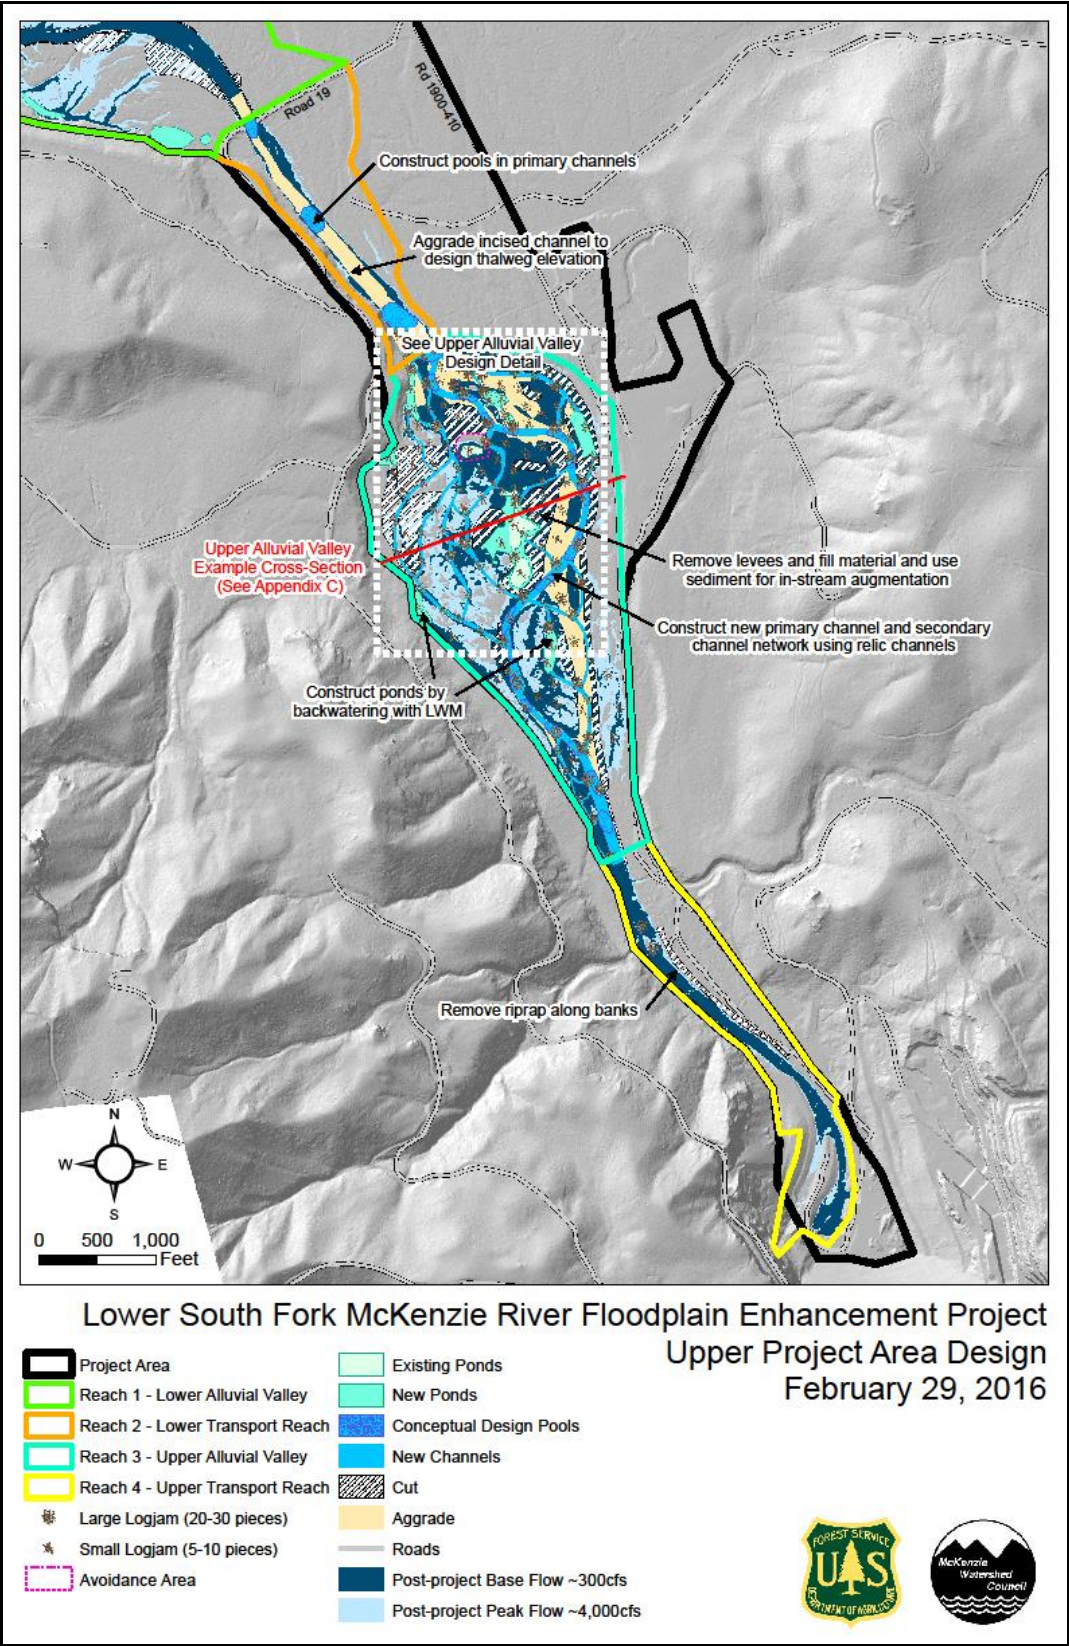 Road 19
Rd 1900-410
Construct pools in primary channels
Aggrade incised channel to
design thalweg elevation
See Upper Alluvial Valley
Design Detail
Upper Alluvial Valley
Example Cross-Section
(See Appendix C)
Remove levees and fill material and use
sediment for in-stream augmentation
Construct new primary channel and secondary
channel network using relic channels
Construct ponds by
backwatering with LWM
Remove riprap along banks
N
W
E
S
0 500 1,000
Feet
Lower South Fork McKenzie River Floodplain Enhancement Project
Upper Project Area Design
February 29, 2016
Project Area
Reach 1 - Lower Alluvial Valley
Reach 2 - Lower Transport Reach
Reach 3 - Upper Alluvial Valley
Reach 4 - Upper Transport Reach
Large Logjam (20-30 pieces)
Small Logjam (5-10 pieces)
Avoidance Area
Existing Ponds
New Ponds
Conceptual Design Pools
New Channels
Cut
Aggrade
Roads
Post-project Base Flow ~300cfs
Post-project Peak Flow ~4,000cfs
FOREST SERVICE
U S
DEPARTMENT OF AGRICULTURE
McKenzie
Watershed
Council